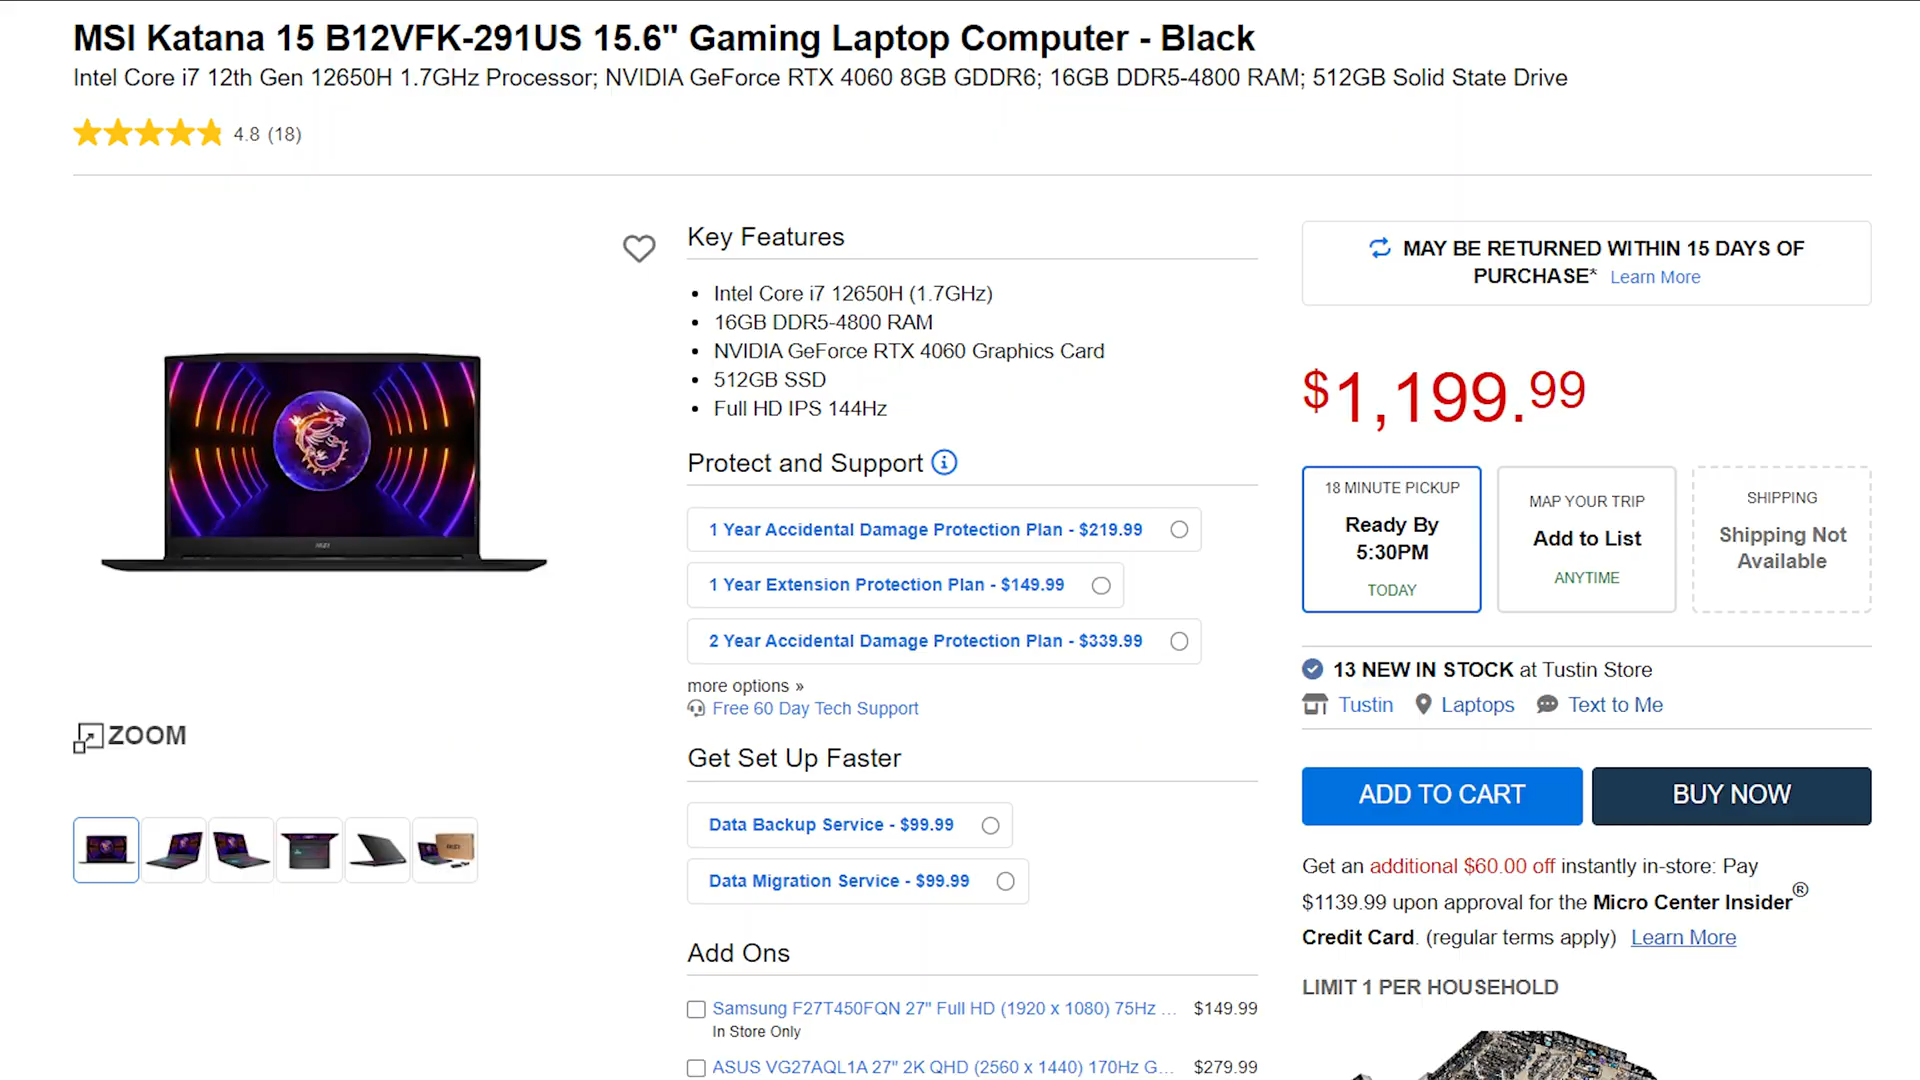 MSI Katana 15 B12VFK-291US 15.6" Gaming Laptop Computer - Black
Intel Core i7 12th Gen 12650H 1.7GHz Processor; NVIDIA GeForce RTX 4060 8GB GDDR6; 16GB DDR5-4800 RAM; 512GB Solid State Drive
4.8 (18)
ZOOM
Key Features
• Intel Core i7 12650H (1.7GHz)
• 16GB DDR5-4800 RAM
• NVIDIA GeForce RTX 4060 Graphics Card
• 512GB SSD
• Full HD IPS 144Hz
Protect and Support
1 Year Accidental Damage Protection Plan - $219.99
1 Year Extension Protection Plan - $149.99
2 Year Accidental Damage Protection Plan - $339.99
more options »
Free 60 Day Tech Support
Get Set Up Faster
Data Backup Service - $99.99
Data Migration Service - $99.99
Add Ons
Samsung F27T450FQN 27" Full HD (1920 x 1080) 75Hz ... $149.99
In Store Only
ASUS VG27AQL1A 27" 2K QHD (2560 x 1440) 170Hz G... $279.99
MAY BE RETURNED WITHIN 15 DAYS OF
PURCHASE* Learn More
$1,199.99
18 MINUTE PICKUP
Ready By
5:30PM
TODAY
MAP YOUR TRIP
Add to List
ANYTIME
SHIPPING
Shipping Not
Available
13 NEW IN STOCK at Tustin Store
Tustin Laptops Text to Me
ADD TO CART
BUY NOW
Get an additional $60.00 off instantly in-store: Pay
$1139.99 upon approval for the Micro Center Insider®
Credit Card. (regular terms apply) Learn More
LIMIT 1 PER HOUSEHOLD